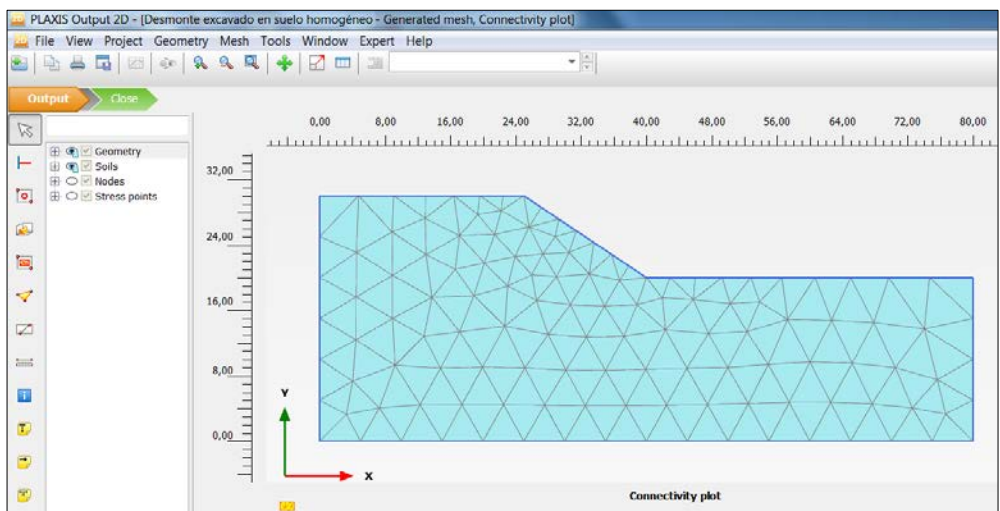 PLAXIS Output 2D - [Desmonte excavado en suelo homogéneo - Generated mesh, Connectivity plot]
File View Project Geometry Mesh Tools Window Expert Help
Output Close
0,00 8,00 16,00 24,00 32,00 40,00 48,00 56,00 64,00 72,00 80,00
Geometry
Soils
Nodes
Stress points
32,00
24,00
16,00
8,00
0,00
Y
X
Connectivity plot